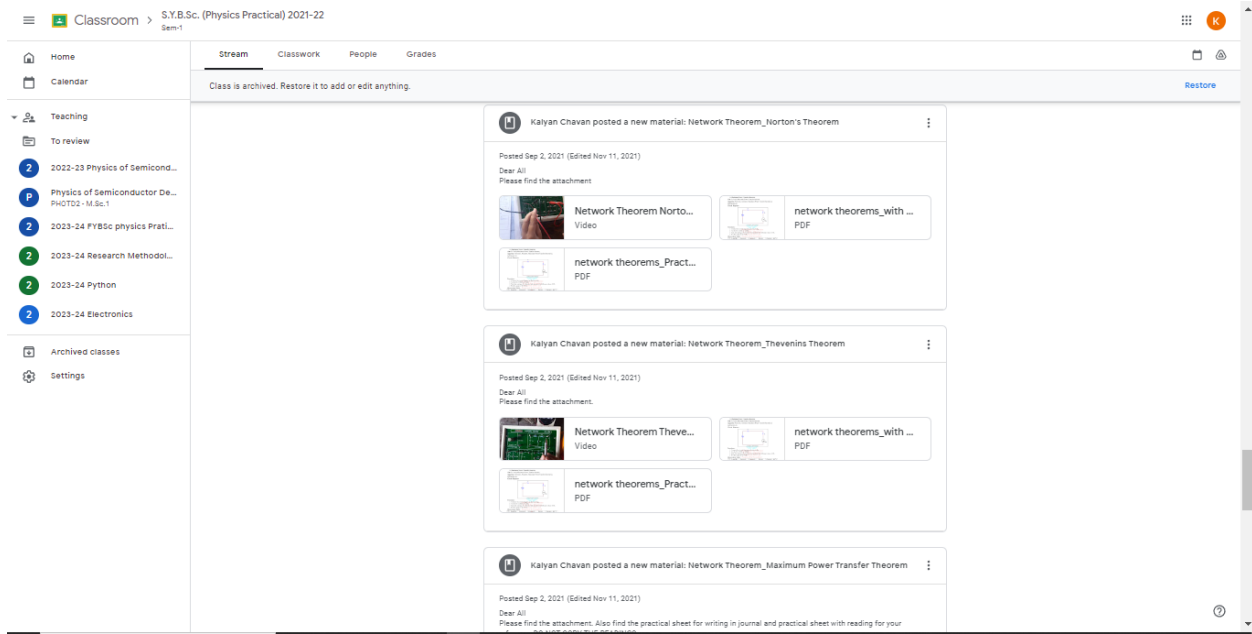 Classroom > S.Y.B.Sc. (Physics Practical) 2021-22
Sem-1
K
Home
Calendar
Teaching
To review
2 2022-23 Physics of Semicond...
P Physics of Semiconductor De...
PHOTD2 - M.Sc.1
2 2023-24 FYBSc physics Prati...
2 2023-24 Research Methodol...
2 2023-24 Python
2 2023-24 Electronics
Archived classes
Settings
Stream Classwork People Grades
Class is archived. Restore it to add or edit anything. Restore
Kalyan Chavan posted a new material: Network Theorem_Norton's Theorem
Posted Sep 2, 2021 (Edited Nov 11, 2021)
Dear All
Please find the attachment
Network Theorem Norto...
Video
network theorems_with ...
PDF
network theorems_Pract...
PDF
Kalyan Chavan posted a new material: Network Theorem_Thevenins Theorem
Posted Sep 2, 2021 (Edited Nov 11, 2021)
Dear All
Please find the attachment.
Network Theorem Theve...
Video
network theorems_with ...
PDF
network theorems_Pract...
PDF
Kalyan Chavan posted a new material: Network Theorem_Maximum Power Transfer Theorem
Posted Sep 2, 2021 (Edited Nov 11, 2021)
Dear All
Please find the attachment. Also find the practical sheet for writing in journal and practical sheet with reading for your